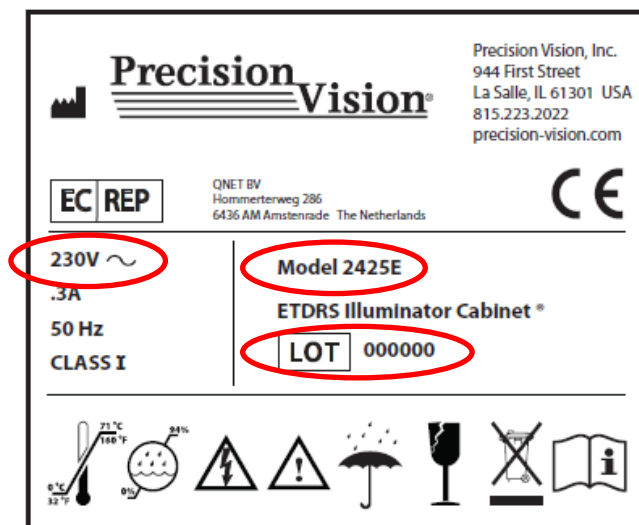 Precision
Vision®
Precision Vision, Inc.
944 First Street
La Salle, IL 61301 USA
815.223.2022
precision-vision.com
EC REP
QNET BV
Hommerterweg 286
6436 AM Amstenrade The Netherlands
CE
230V
.3A
50 Hz
CLASS I
Model 2425E
ETDRS Illuminator Cabinet ®
LOT 000000
71 °C
160 °F
0 °C
32 °F
94%
0%
i